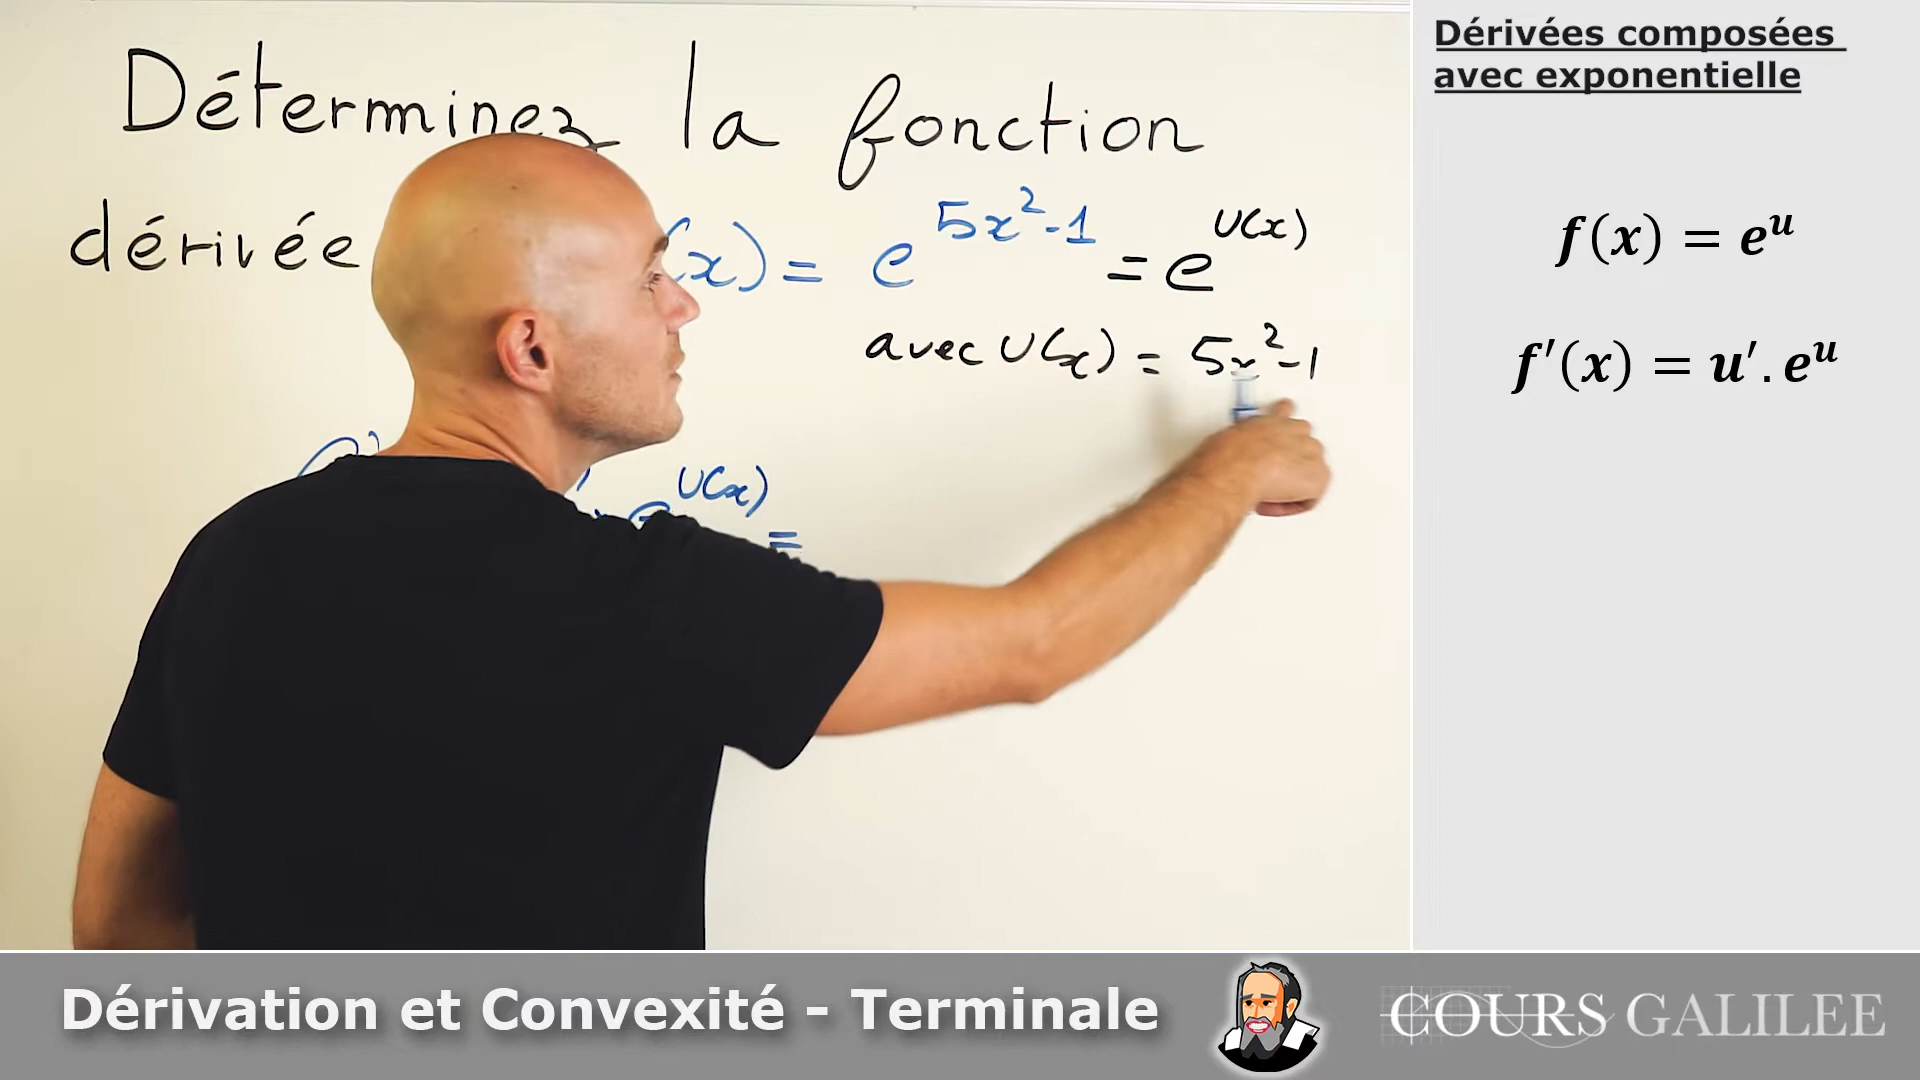 Déterminez la fonction
dérivée (x) = e^{5x²-1} = e^{U(x)}
avec U(x) = 5x²-1
U(x)
=
Dérivées composées
avec exponentielle
f(x) = e^u
f'(x) = u'.e^u
Dérivation et Convexité - Terminale
COURS GALILEE